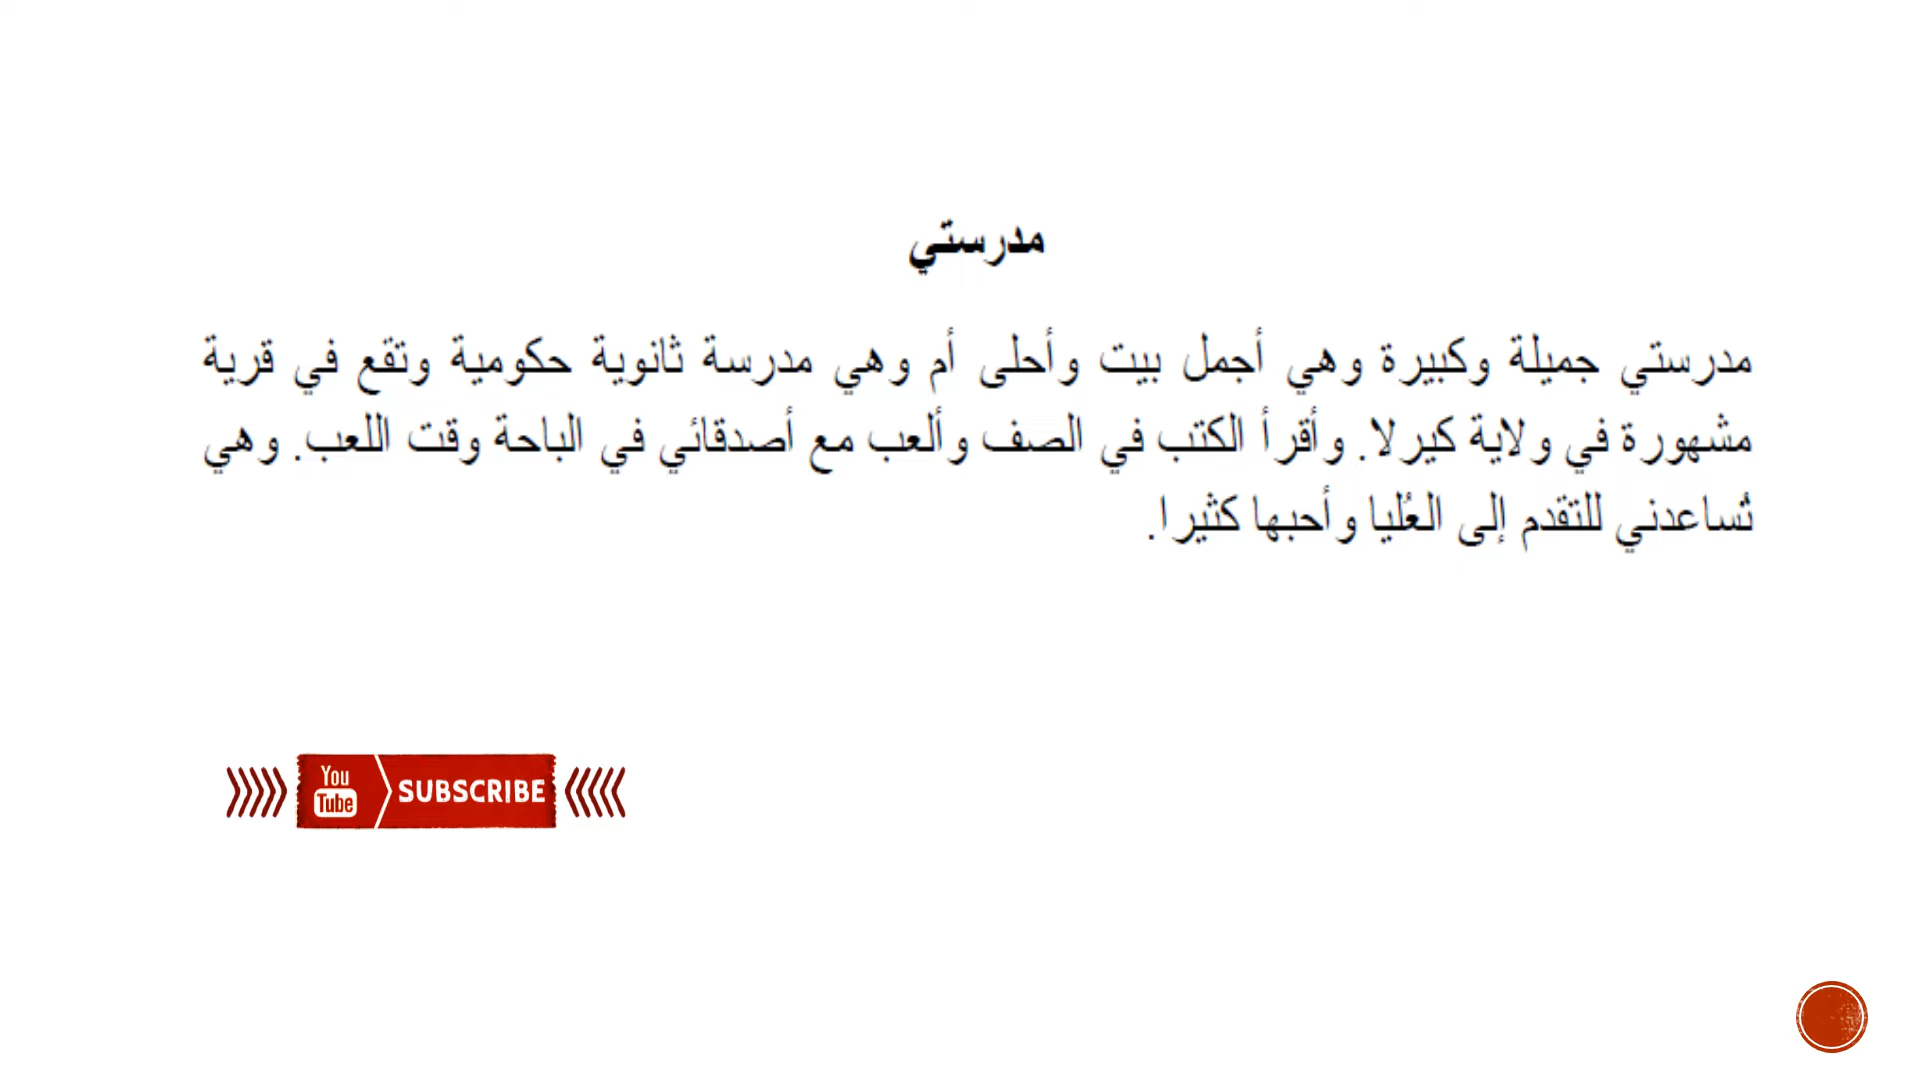 مدرستي
مدرستي جميلة وكبيرة وهي أجمل بيت وأحلى أم وهي مدرسة ثانوية حكومية وتقع في قرية
مشهورة في ولاية كيرلا. وأقرأ الكتب في الصف وألعب مع أصدقائي في الباحة وقت اللعب. وهي
تُساعدني للتقدم إلى العُليا وأحبها كثيرا.
You
Tube
SUBSCRIBE